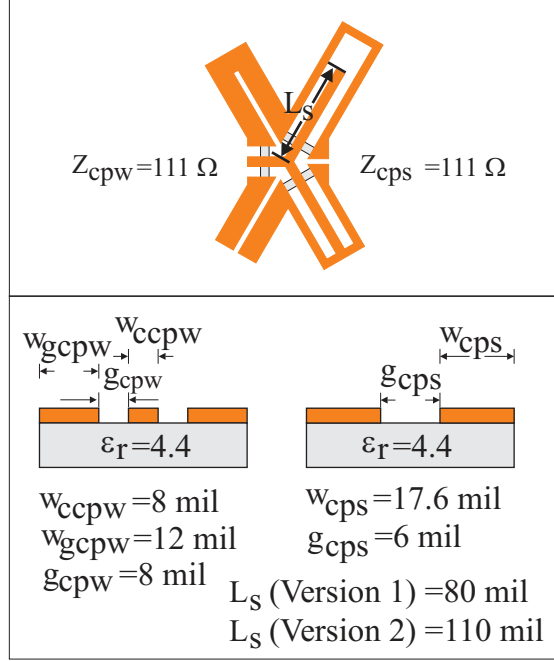 Ls
Zcpw=111 Ω
Zcps =111 Ω
wccpw
wgcpw
gcpw
wcps
gcps
εr=4.4
εr=4.4
wccpw=8 mil
wgcpw=12 mil
gcpw=8 mil
wcps=17.6 mil
gcps=6 mil
Ls (Version 1) =80 mil
Ls (Version 2) =110 mil